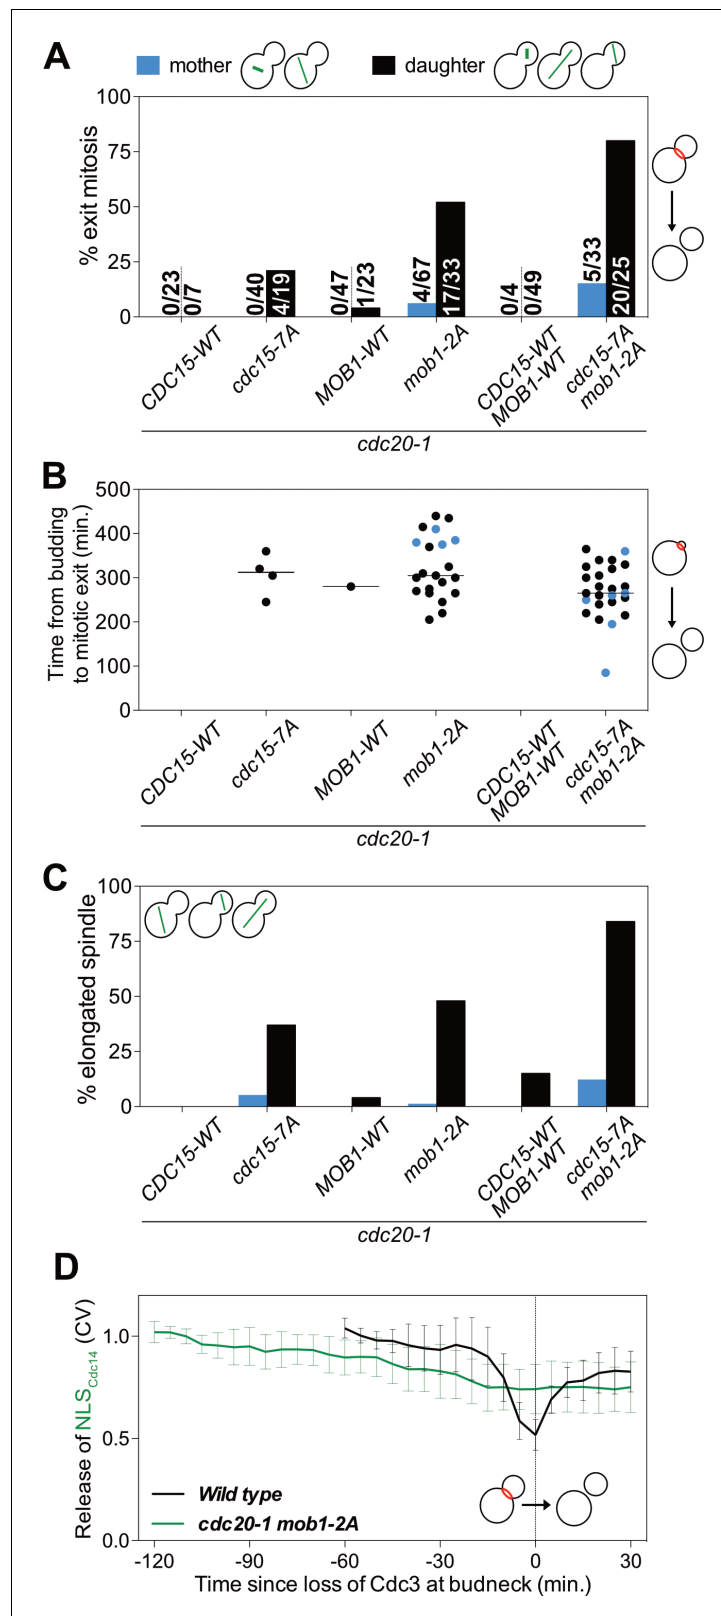 A
mother
daughter
% exit mitosis
100
75
50
25
0
0/23
0/7
0/40
4/19
0/47
1/23
4/67
17/33
0/4
0/49
5/33
20/25
CDC15-WT
cdc15-7A
MOB1-WT
mob1-2A
CDC15-WT
MOB1-WT
cdc15-7A
mob1-2A
cdc20-1
B
Time from budding
to mitotic exit (min.)
500
400
300
200
100
0
CDC15-WT
cdc15-7A
MOB1-WT
mob1-2A
CDC15-WT
MOB1-WT
cdc15-7A
mob1-2A
cdc20-1
C
% elongated spindle
100
75
50
25
0
CDC15-WT
cdc15-7A
MOB1-WT
mob1-2A
CDC15-WT
MOB1-WT
cdc15-7A
mob1-2A
cdc20-1
D
Release of NLSCdc14 (CV)
1.0
0.5
0.0
Wild type
cdc20-1 mob1-2A
-120
-90
-60
-30
0
30
Time since loss of Cdc3 at budneck (min.)